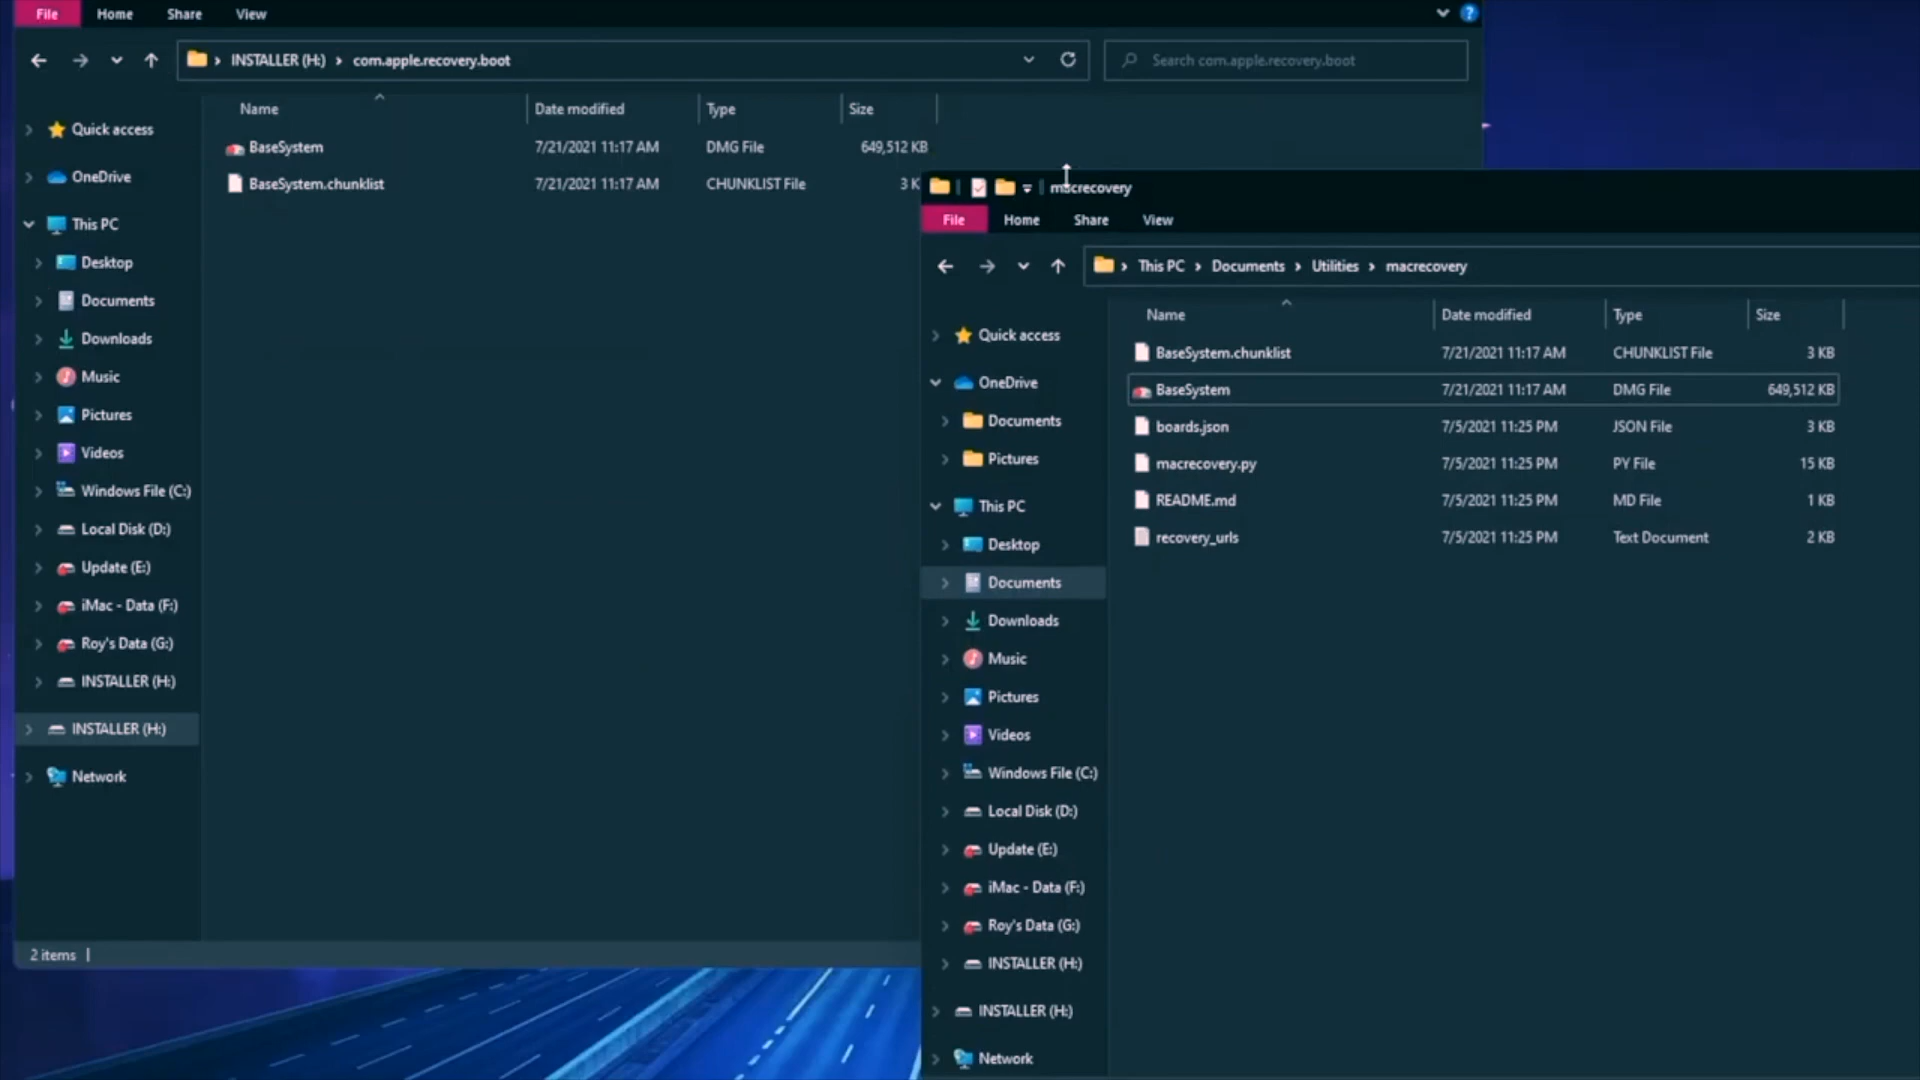 File Home Share View
INSTALLER (H:) com.apple.recovery.boot Search com.apple.recovery.boot
Name Date modified Type Size
BaseSystem 7/21/2021 11:17 AM DMG File 649,512 KB
BaseSystem.chunklist 7/21/2021 11:17 AM CHUNKLIST File 3 K
Quick access
OneDrive
This PC
Desktop
Documents
Downloads
Music
Pictures
Videos
Windows File (C:)
Local Disk (D:)
Update (E:)
iMac - Data (F:)
Roy's Data (G:)
INSTALLER (H:)
INSTALLER (H:)
Network
2 items
macrecovery
File Home Share View
This PC Documents Utilities macrecovery
Name Date modified Type Size
BaseSystem.chunklist 7/21/2021 11:17 AM CHUNKLIST File 3 KB
BaseSystem 7/21/2021 11:17 AM DMG File 649,512 KB
boards.json 7/5/2021 11:25 PM JSON File 3 KB
macrecovery.py 7/5/2021 11:25 PM PY File 15 KB
README.md 7/5/2021 11:25 PM MD File 1 KB
recovery_urls 7/5/2021 11:25 PM Text Document 2 KB
Quick access
OneDrive
Documents
Pictures
This PC
Desktop
Documents
Downloads
Music
Pictures
Videos
Windows File (C:)
Local Disk (D:)
Update (E:)
iMac - Data (F:)
Roy's Data (G:)
INSTALLER (H:)
INSTALLER (H:)
Network